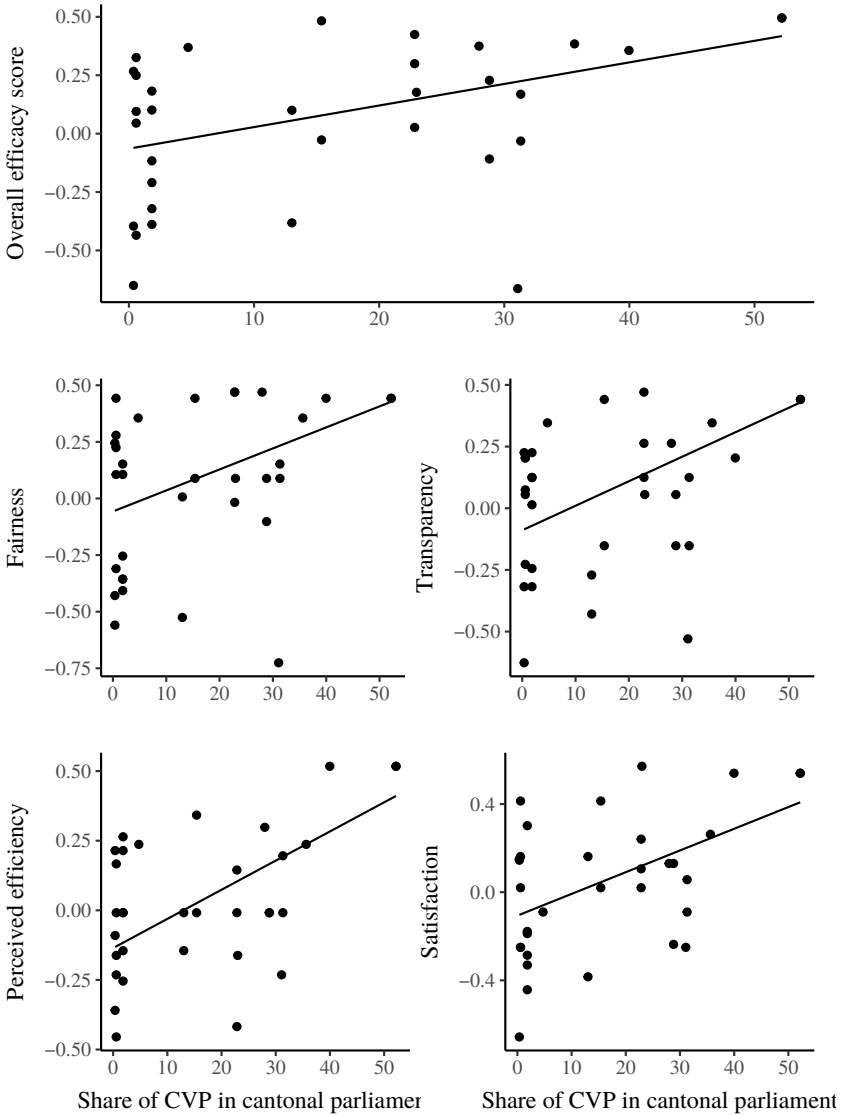 Overall efficacy score
0.50
0.25
0.00
−0.25
−0.50
0 10 20 30 40 50
Fairness
0.50
0.25
0.00
−0.25
−0.50
−0.75
0 10 20 30 40 50
Transparency
0.50
0.25
0.00
−0.25
−0.50
0 10 20 30 40 50
Perceived efficiency
0.50
0.25
0.00
−0.25
−0.50
0 10 20 30 40 50
Share of CVP in cantonal parliamer
Satisfaction
0.4
0.0
−0.4
0 10 20 30 40 50
Share of CVP in cantonal parliament